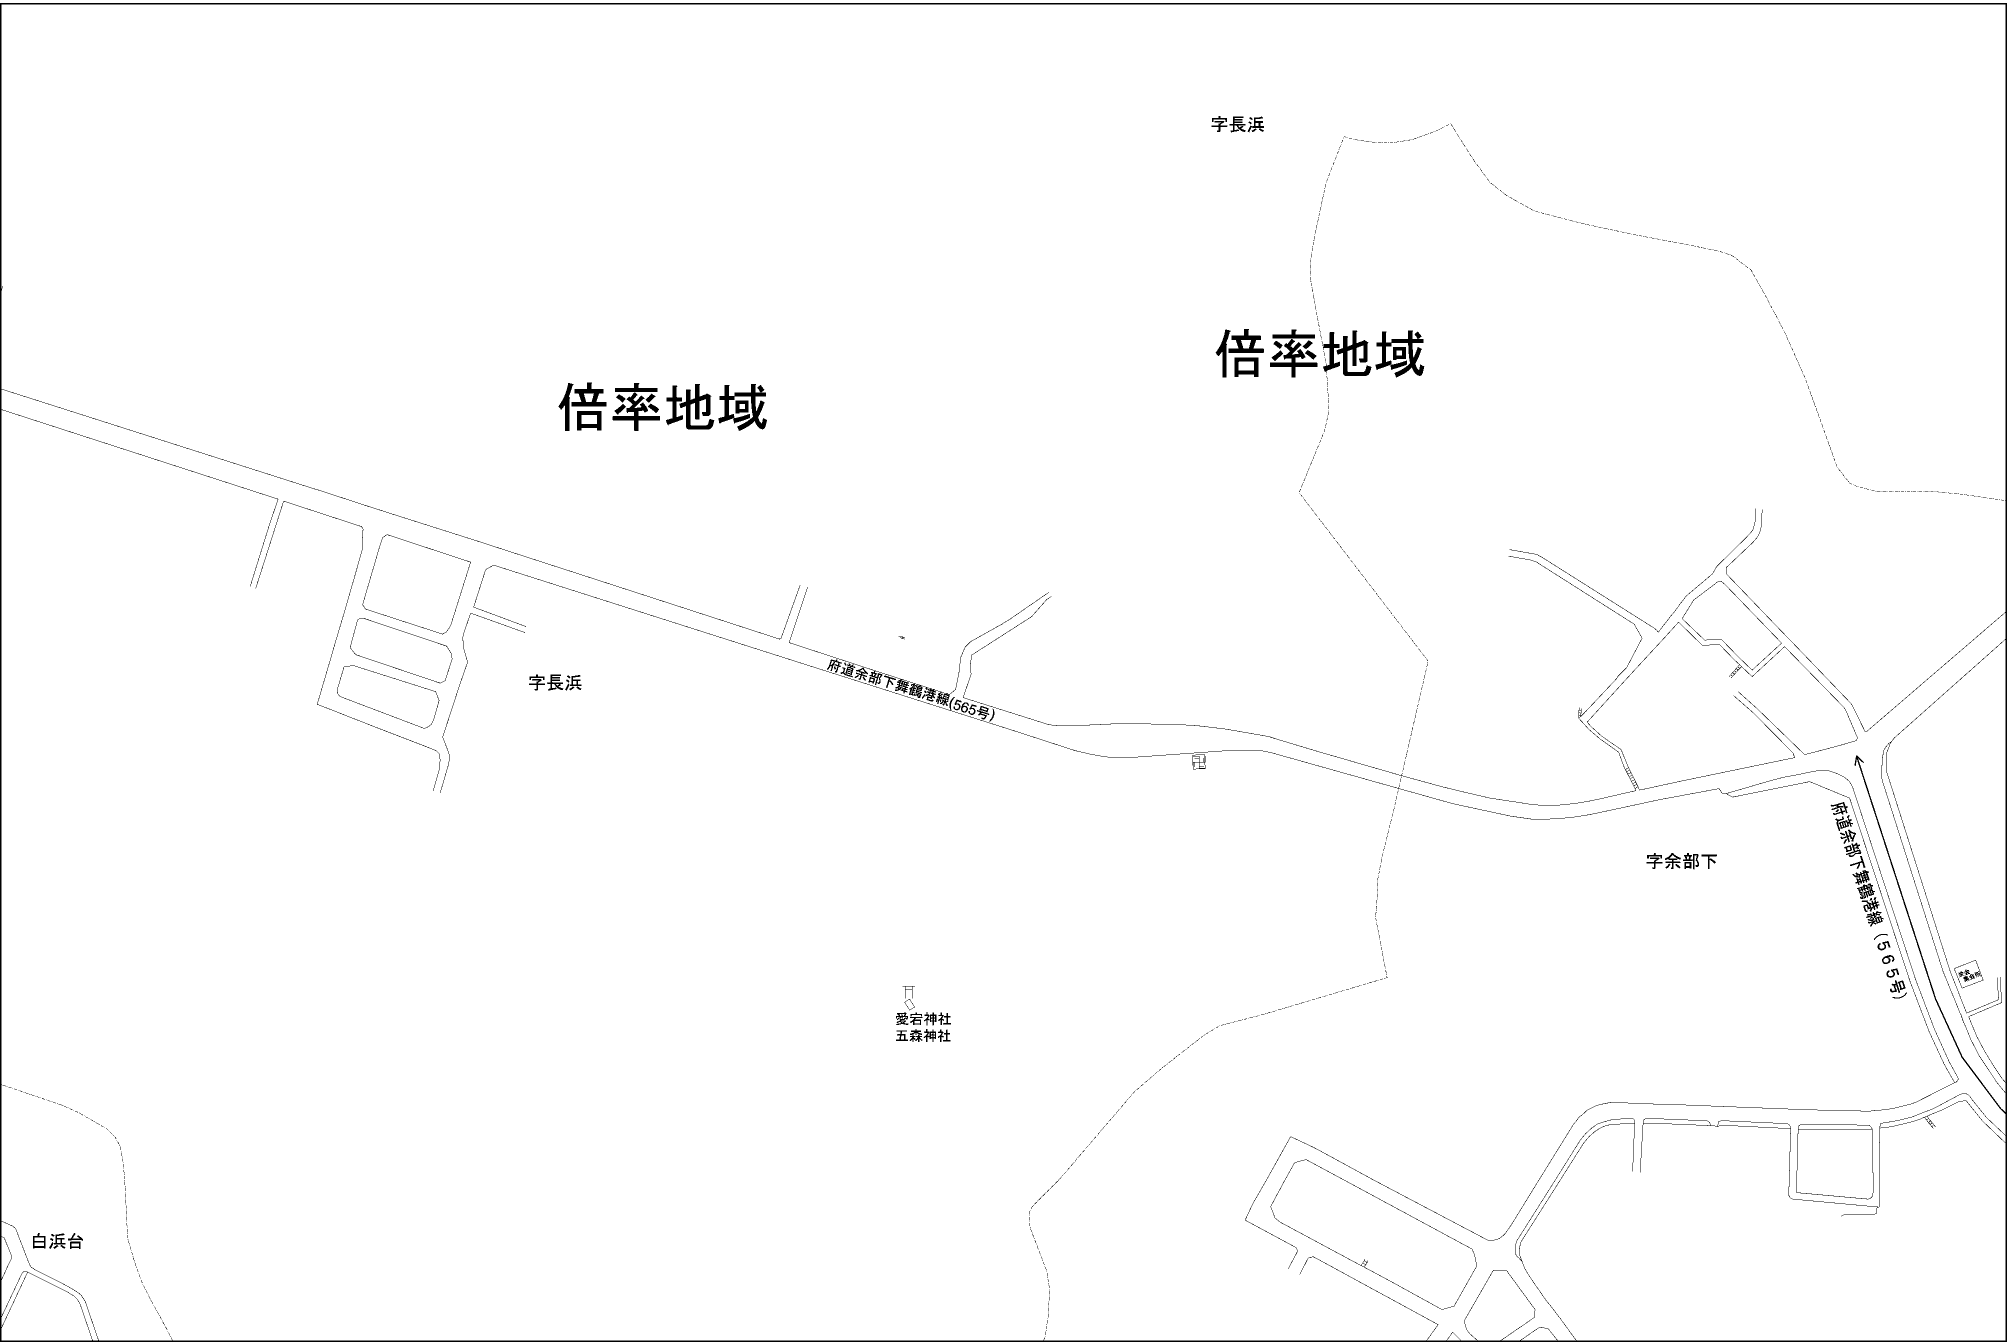 字長浜
倍率地域
倍率地域
字長浜
府道余部下舞鶴港線(565号)
字余部下
府道余部下舞鶴港線(565号)
愛宕神社
五森神社
白浜台